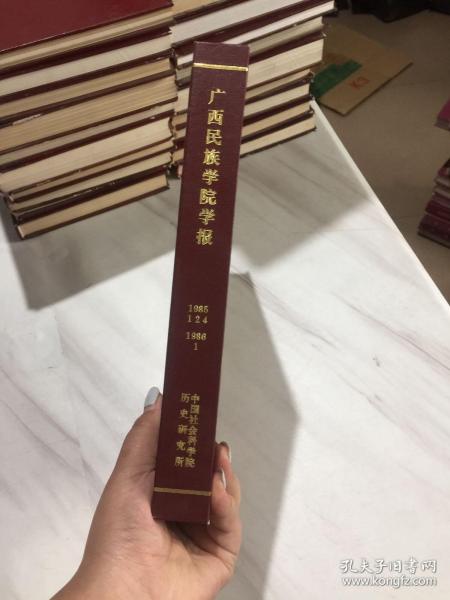 广西民族学院学报
1985
1 2 4
1986
1
中国社会科学院
历史研究所
K3
孔夫子旧书网
www.kongfz.com